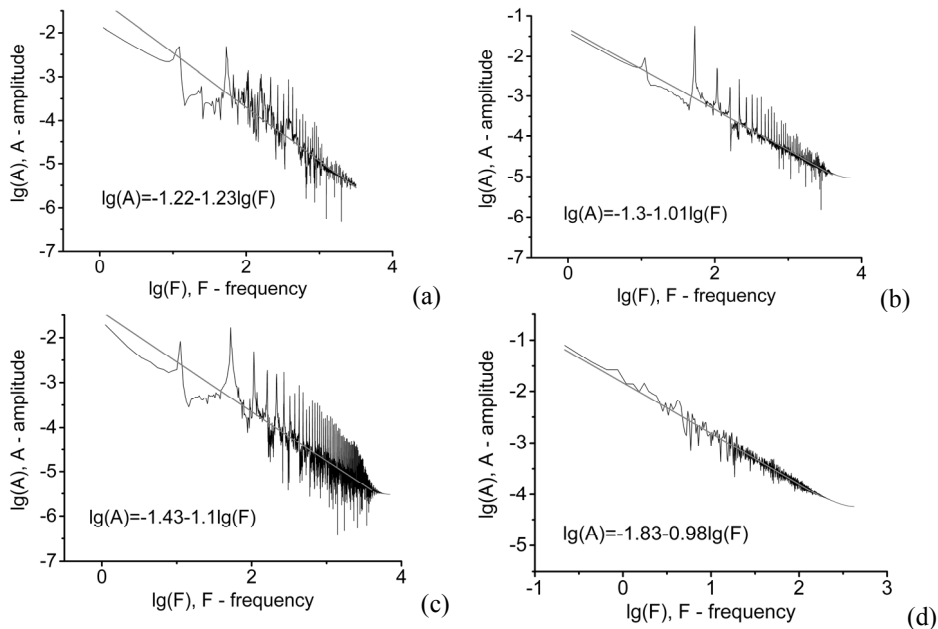 -2
-3
-4
-5
-6
-7
0
2
4
lg(A), A - amplitude
lg(A)=-1.22-1.23lg(F)
lg(F), F - frequency
(a)
-1
-2
-3
-4
-5
-6
-7
0
2
4
lg(A), A - amplitude
lg(A)=-1.3-1.01lg(F)
lg(F), F - frequency
(b)
-2
-3
-4
-5
-6
-7
0
2
4
lg(A), A - amplitude
lg(A)=-1.43-1.1lg(F)
lg(F), F - frequency
(c)
-1
-2
-3
-4
-5
-1
0
1
2
3
lg(A), A - amplitude
lg(A)=-1.83-0.98lg(F)
lg(F), F - frequency
(d)